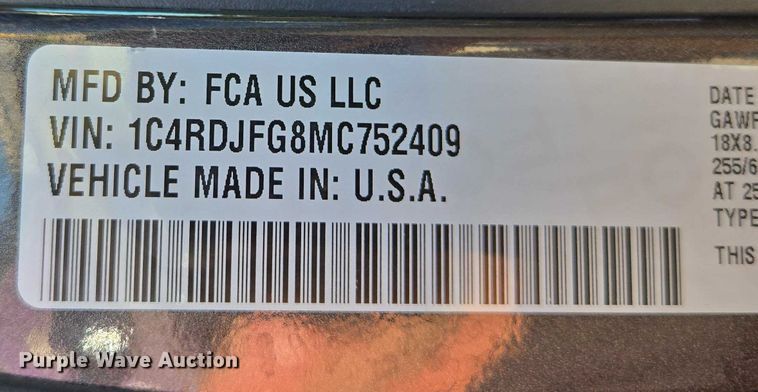 MFD BY: FCA US LLC
VIN: 1C4RDJFG8MC752409
VEHICLE MADE IN: U.S.A.
DATE
18X8.
255/6
AT 25
TYPE
THIS
Purple Wave Auction